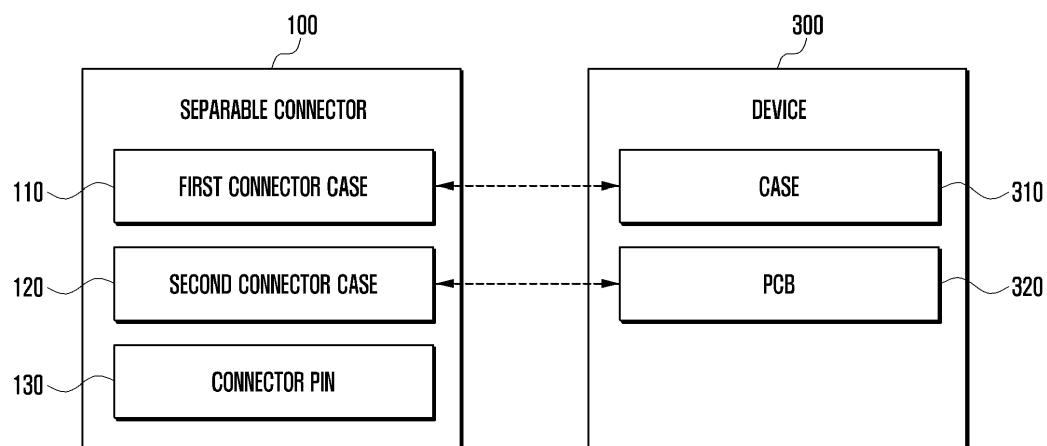 100
300
SEPARABLE CONNECTOR
DEVICE
110
FIRST CONNECTOR CASE
CASE
310
120
SECOND CONNECTOR CASE
PCB
320
130
CONNECTOR PIN